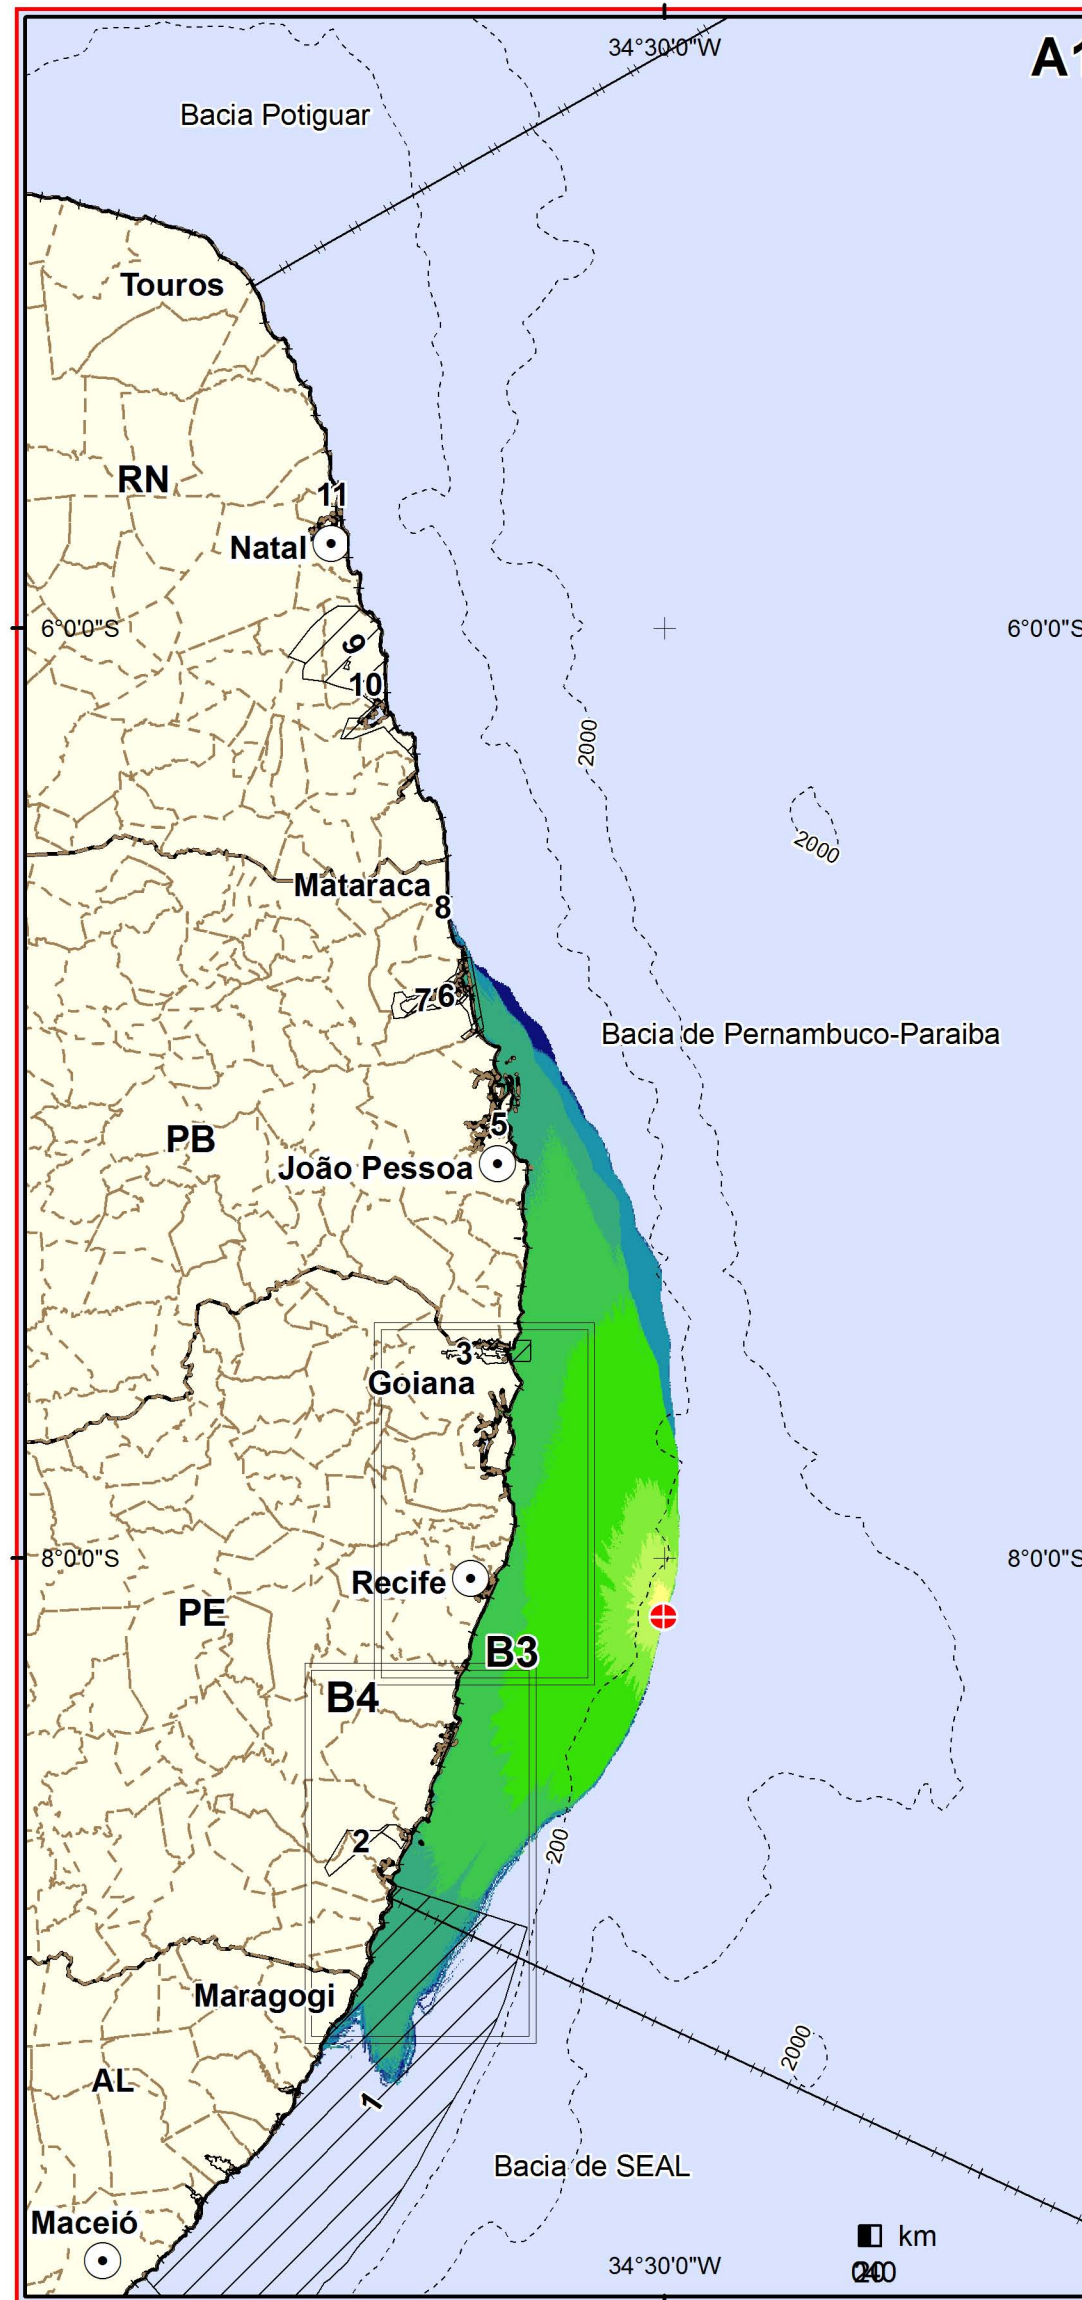 34°30'0"W
A1
Bacia Potiguar
Touros
RN
11
Natal
6°0'0"S
6°0'0"S
9
10
2000
2000
Mataraca
8
7
6
Bacia de Pernambuco-Paraiba
5
PB
João Pessoa
3
Goiana
8°0'0"S
8°0'0"S
Recife
PE
B3
B4
2
200
Maragogi
2000
AL
1
Bacia de SEAL
Maceió
34°30'0"W
km